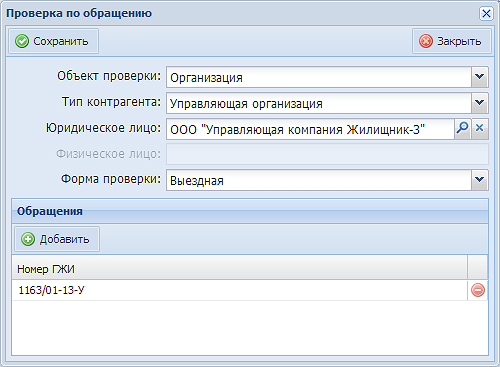 Проверка по обращению
Сохранить Закрыть
Объект проверки: Организация
Тип контрагента: Управляющая организация
Юридическое лицо: ООО "Управляющая компания Жилищник-3"
Физическое лицо:
Форма проверки: Выездная
Обращения
Добавить
Номер ГЖИ
1163/01-13-У